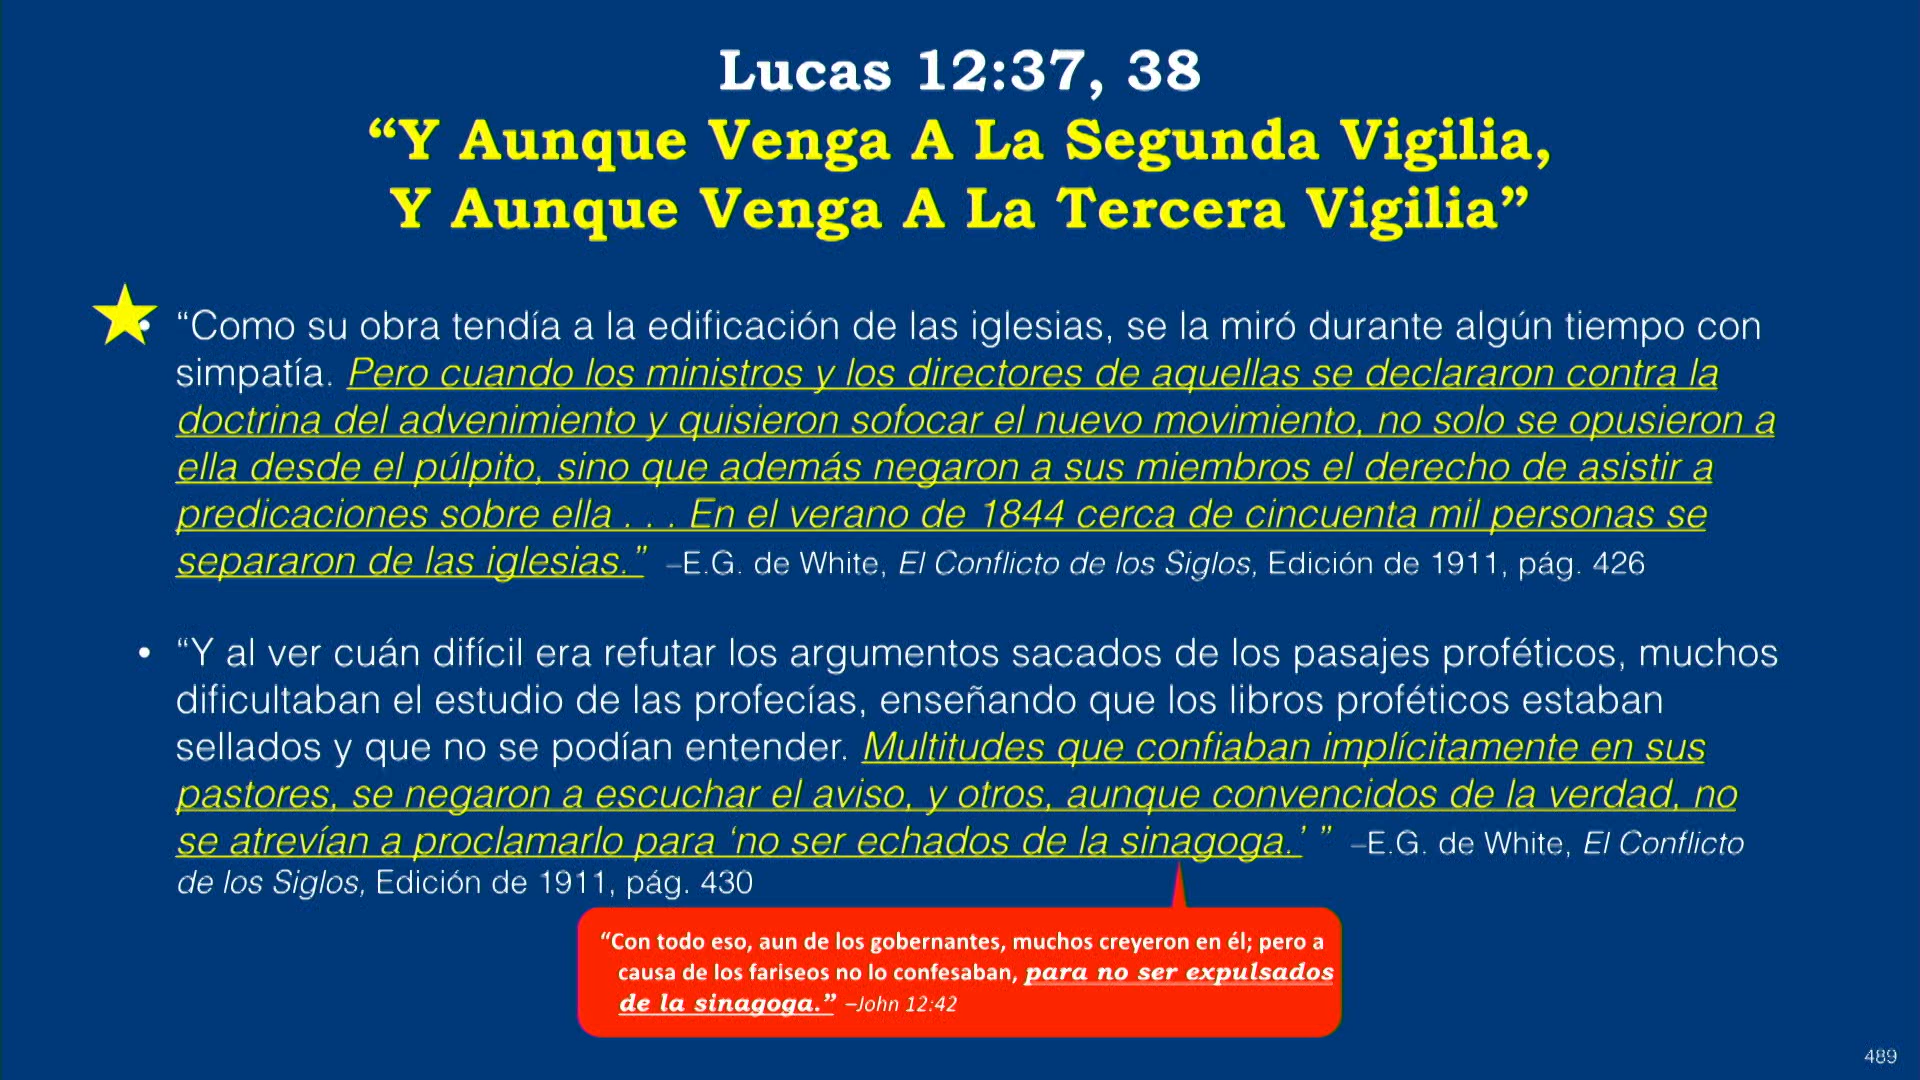 Lucas 12:37, 38
“Y Aunque Venga A La Segunda Vigilia,
Y Aunque Venga A La Tercera Vigilia”
• “Como su obra tendía a la edificación de las iglesias, se la miró durante algún tiempo con
simpatía. Pero cuando los ministros y los directores de aquellas se declararon contra la
doctrina del advenimiento y quisieron sofocar el nuevo movimiento, no solo se opusieron a
ella desde el púlpito, sino que además negaron a sus miembros el derecho de asistir a
predicaciones sobre ella . . . En el verano de 1844 cerca de cincuenta mil personas se
separaron de las iglesias.” –E.G. de White, El Conflicto de los Siglos, Edición de 1911, pág. 426
• “Y al ver cuán difícil era refutar los argumentos sacados de los pasajes proféticos, muchos
dificultaban el estudio de las profecías, enseñando que los libros proféticos estaban
sellados y que no se podían entender. Multitudes que confiaban implícitamente en sus
pastores, se negaron a escuchar el aviso, y otros, aunque convencidos de la verdad, no
se atrevían a proclamarlo para ‘no ser echados de la sinagoga.’ ” –E.G. de White, El Conflicto
de los Siglos, Edición de 1911, pág. 430
“Con todo eso, aun de los gobernantes, muchos creyeron en él; pero a
causa de los fariseos no lo confesaban, para no ser expulsados
de la sinagoga.” –John 12:42
489